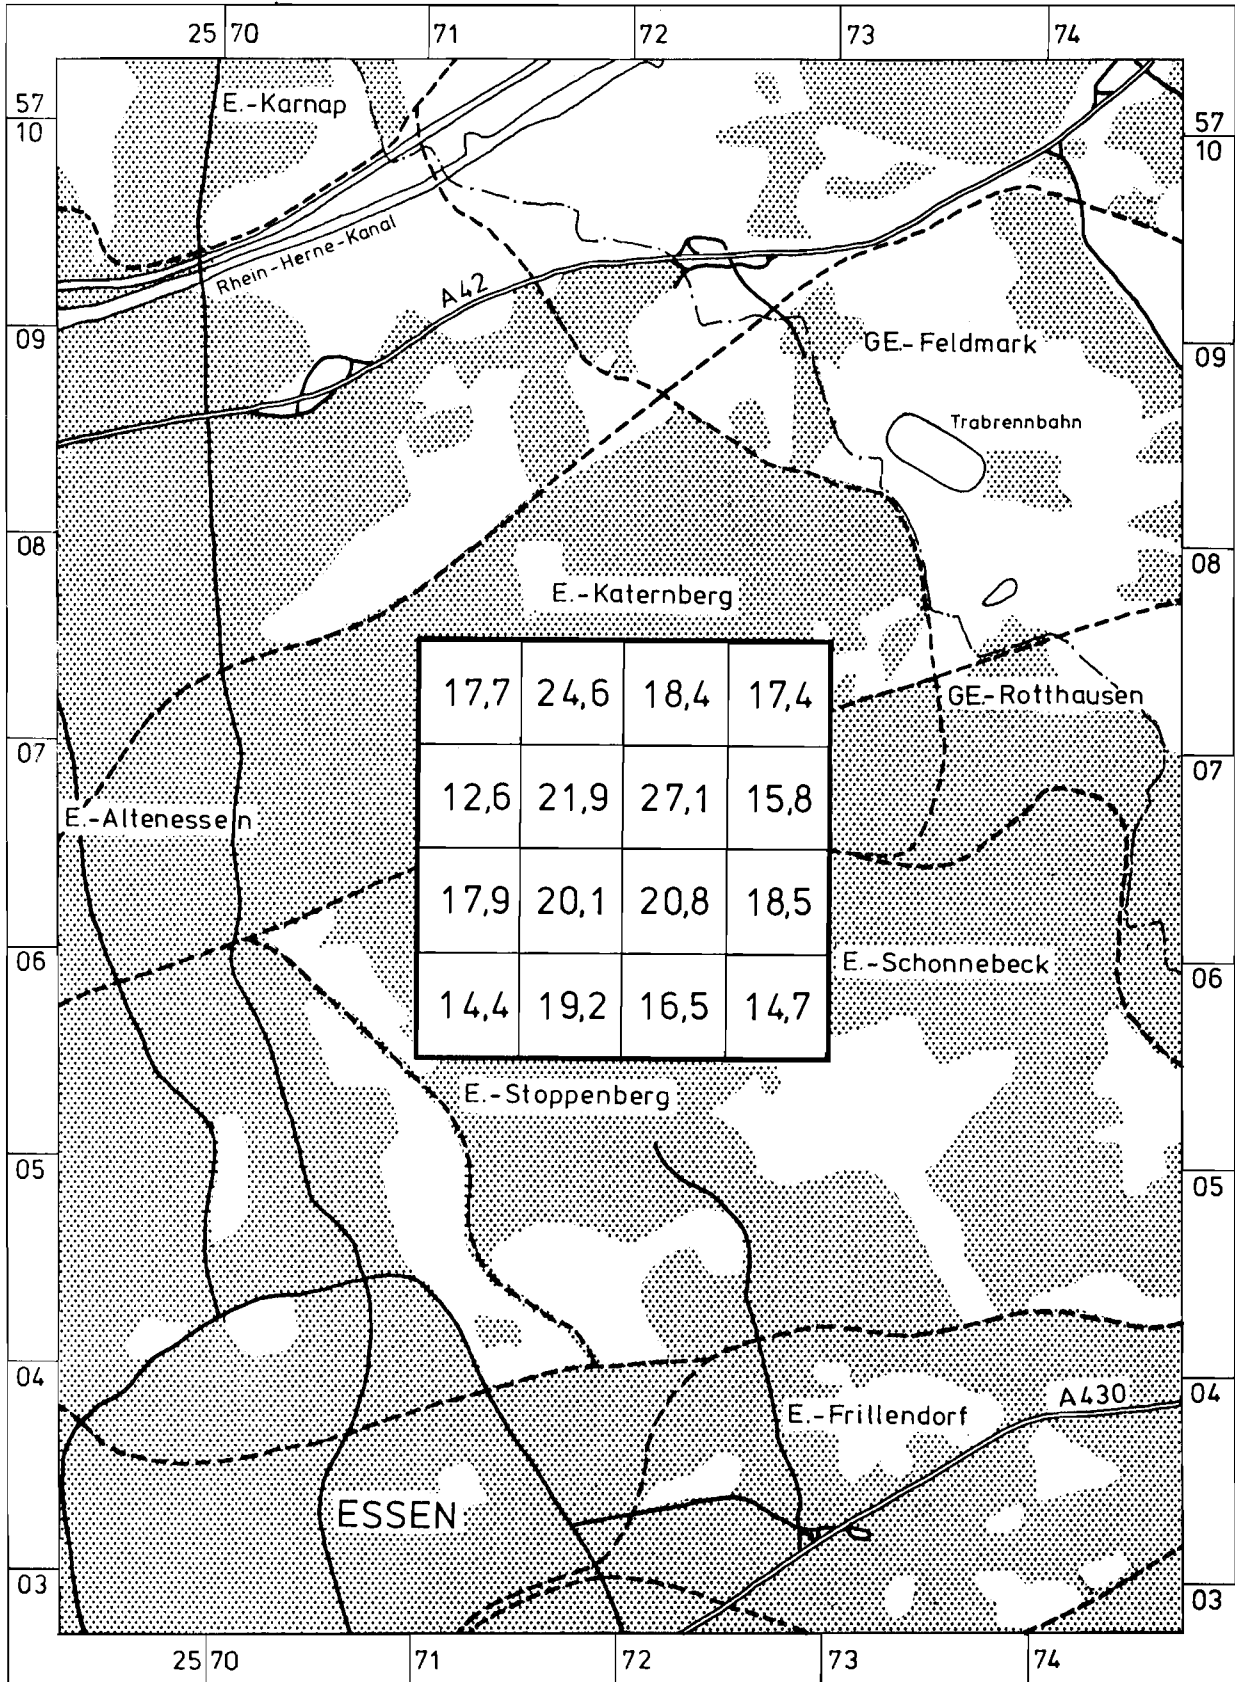 25 70 71 72 73 74
57
10
57
10
E.-Karnap
Rhein-Herne-Kanal
A42
09
GE.-Feldmark
09
Trabrennbahn
08
08
E.-Katernberg
17,7 24,6 18,4 17,4
GE.-Rotthausen
07
07
12,6 21,9 27,1 15,8
E.-Altenessen
17,9 20,1 20,8 18,5
06
E.-Schonnebeck
06
14,4 19,2 16,5 14,7
E.-Stoppenberg
05
05
04
04
A430
E.-Frillendorf
ESSEN
03
03
25 70 71 72 73 74